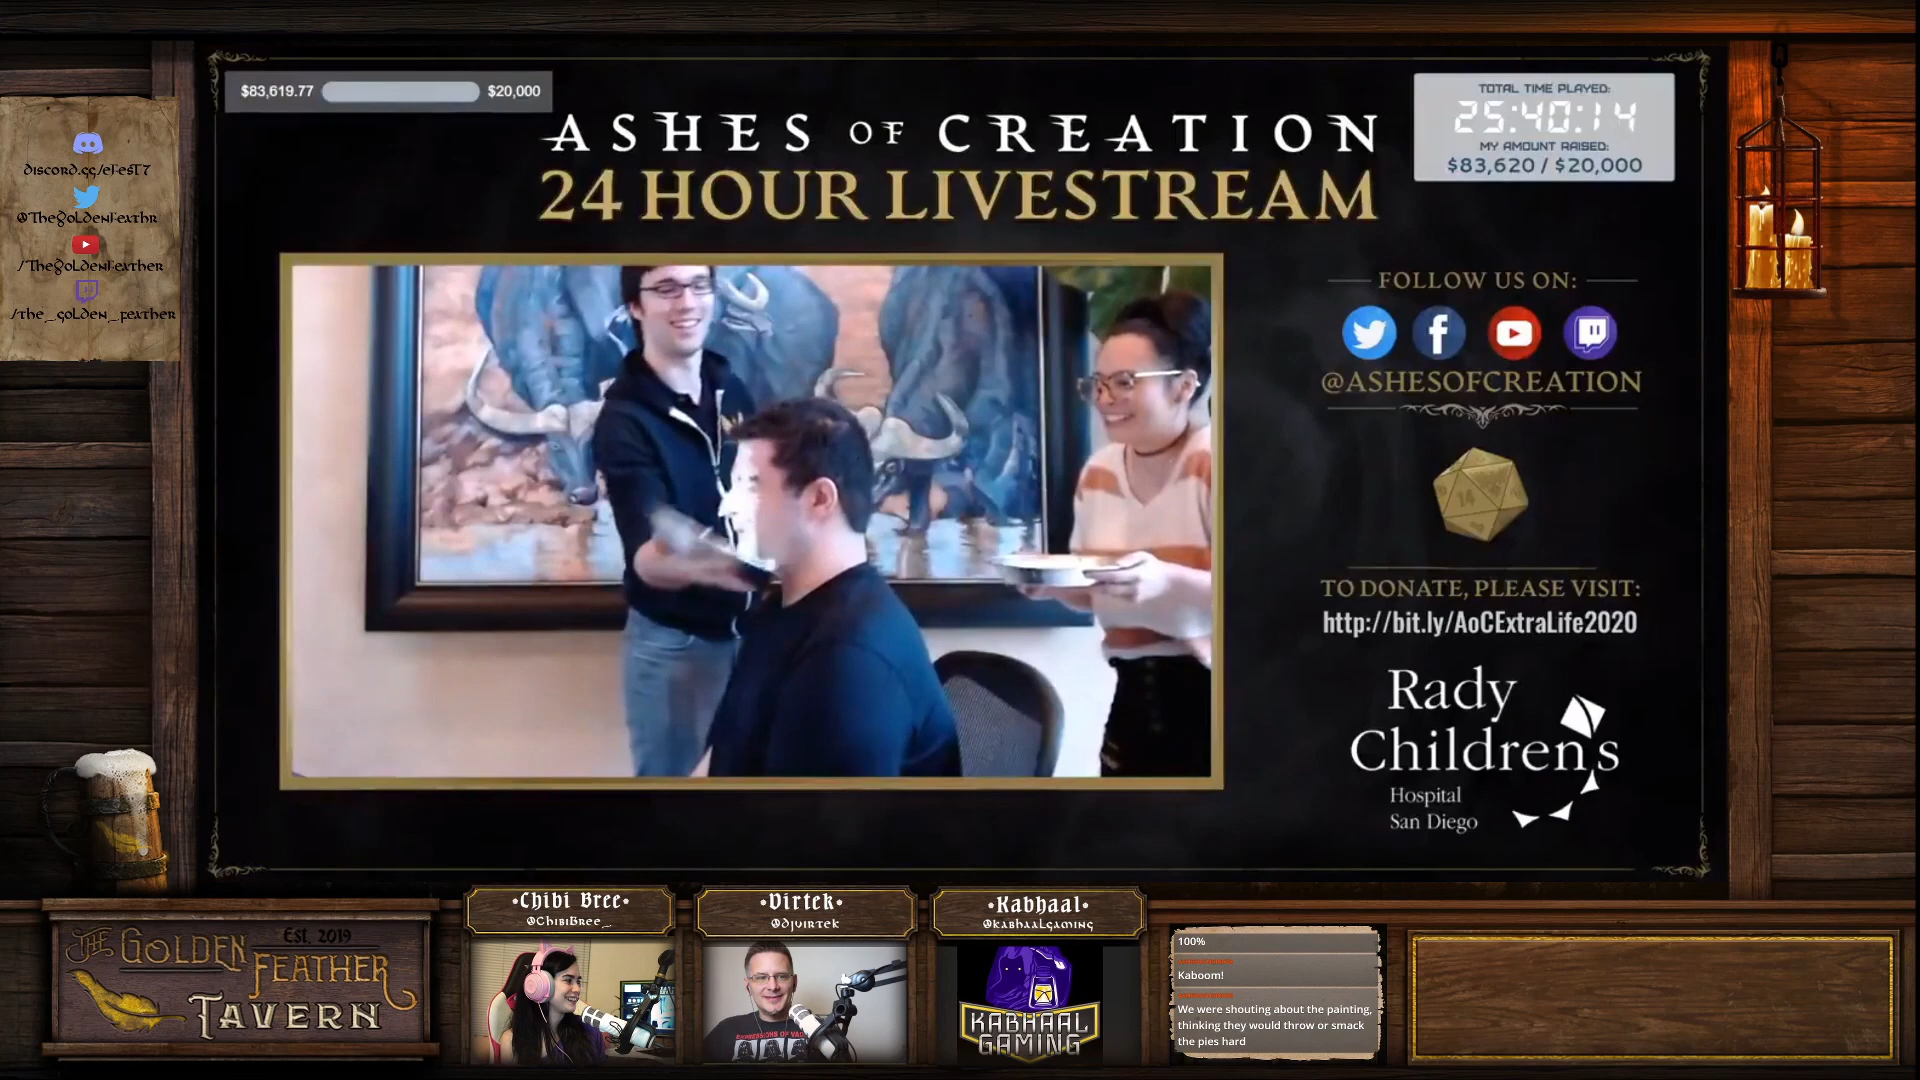 $83,619.77 $20,000
TOTAL TIME PLAYED:
25:40:14
MY AMOUNT RAISED:
$83,620 / $20,000
ASHES OF CREATION
24 HOUR LIVESTREAM
discord.gg/eFesT7
@TheGoldenFeathr
/TheGoldenFeather
/the_golden_feather
FOLLOW US ON:
@ASHESOFCREATION
14
TO DONATE, PLEASE VISIT:
http://bit.ly/AoCExtraLife2020
Rady
Children's
Hospital
San Diego
THE GOLDEN
Est. 2019
FEATHER
TAVERN
•Chibi Bree•
@ChibiBree_
•Virtek•
@djvirtek
•Kabhaal•
@kabhaalgaming
KABHAAL
GAMING
100%
Kaboom!
We were shouting about the painting,
thinking they would throw or smack
the pies hard